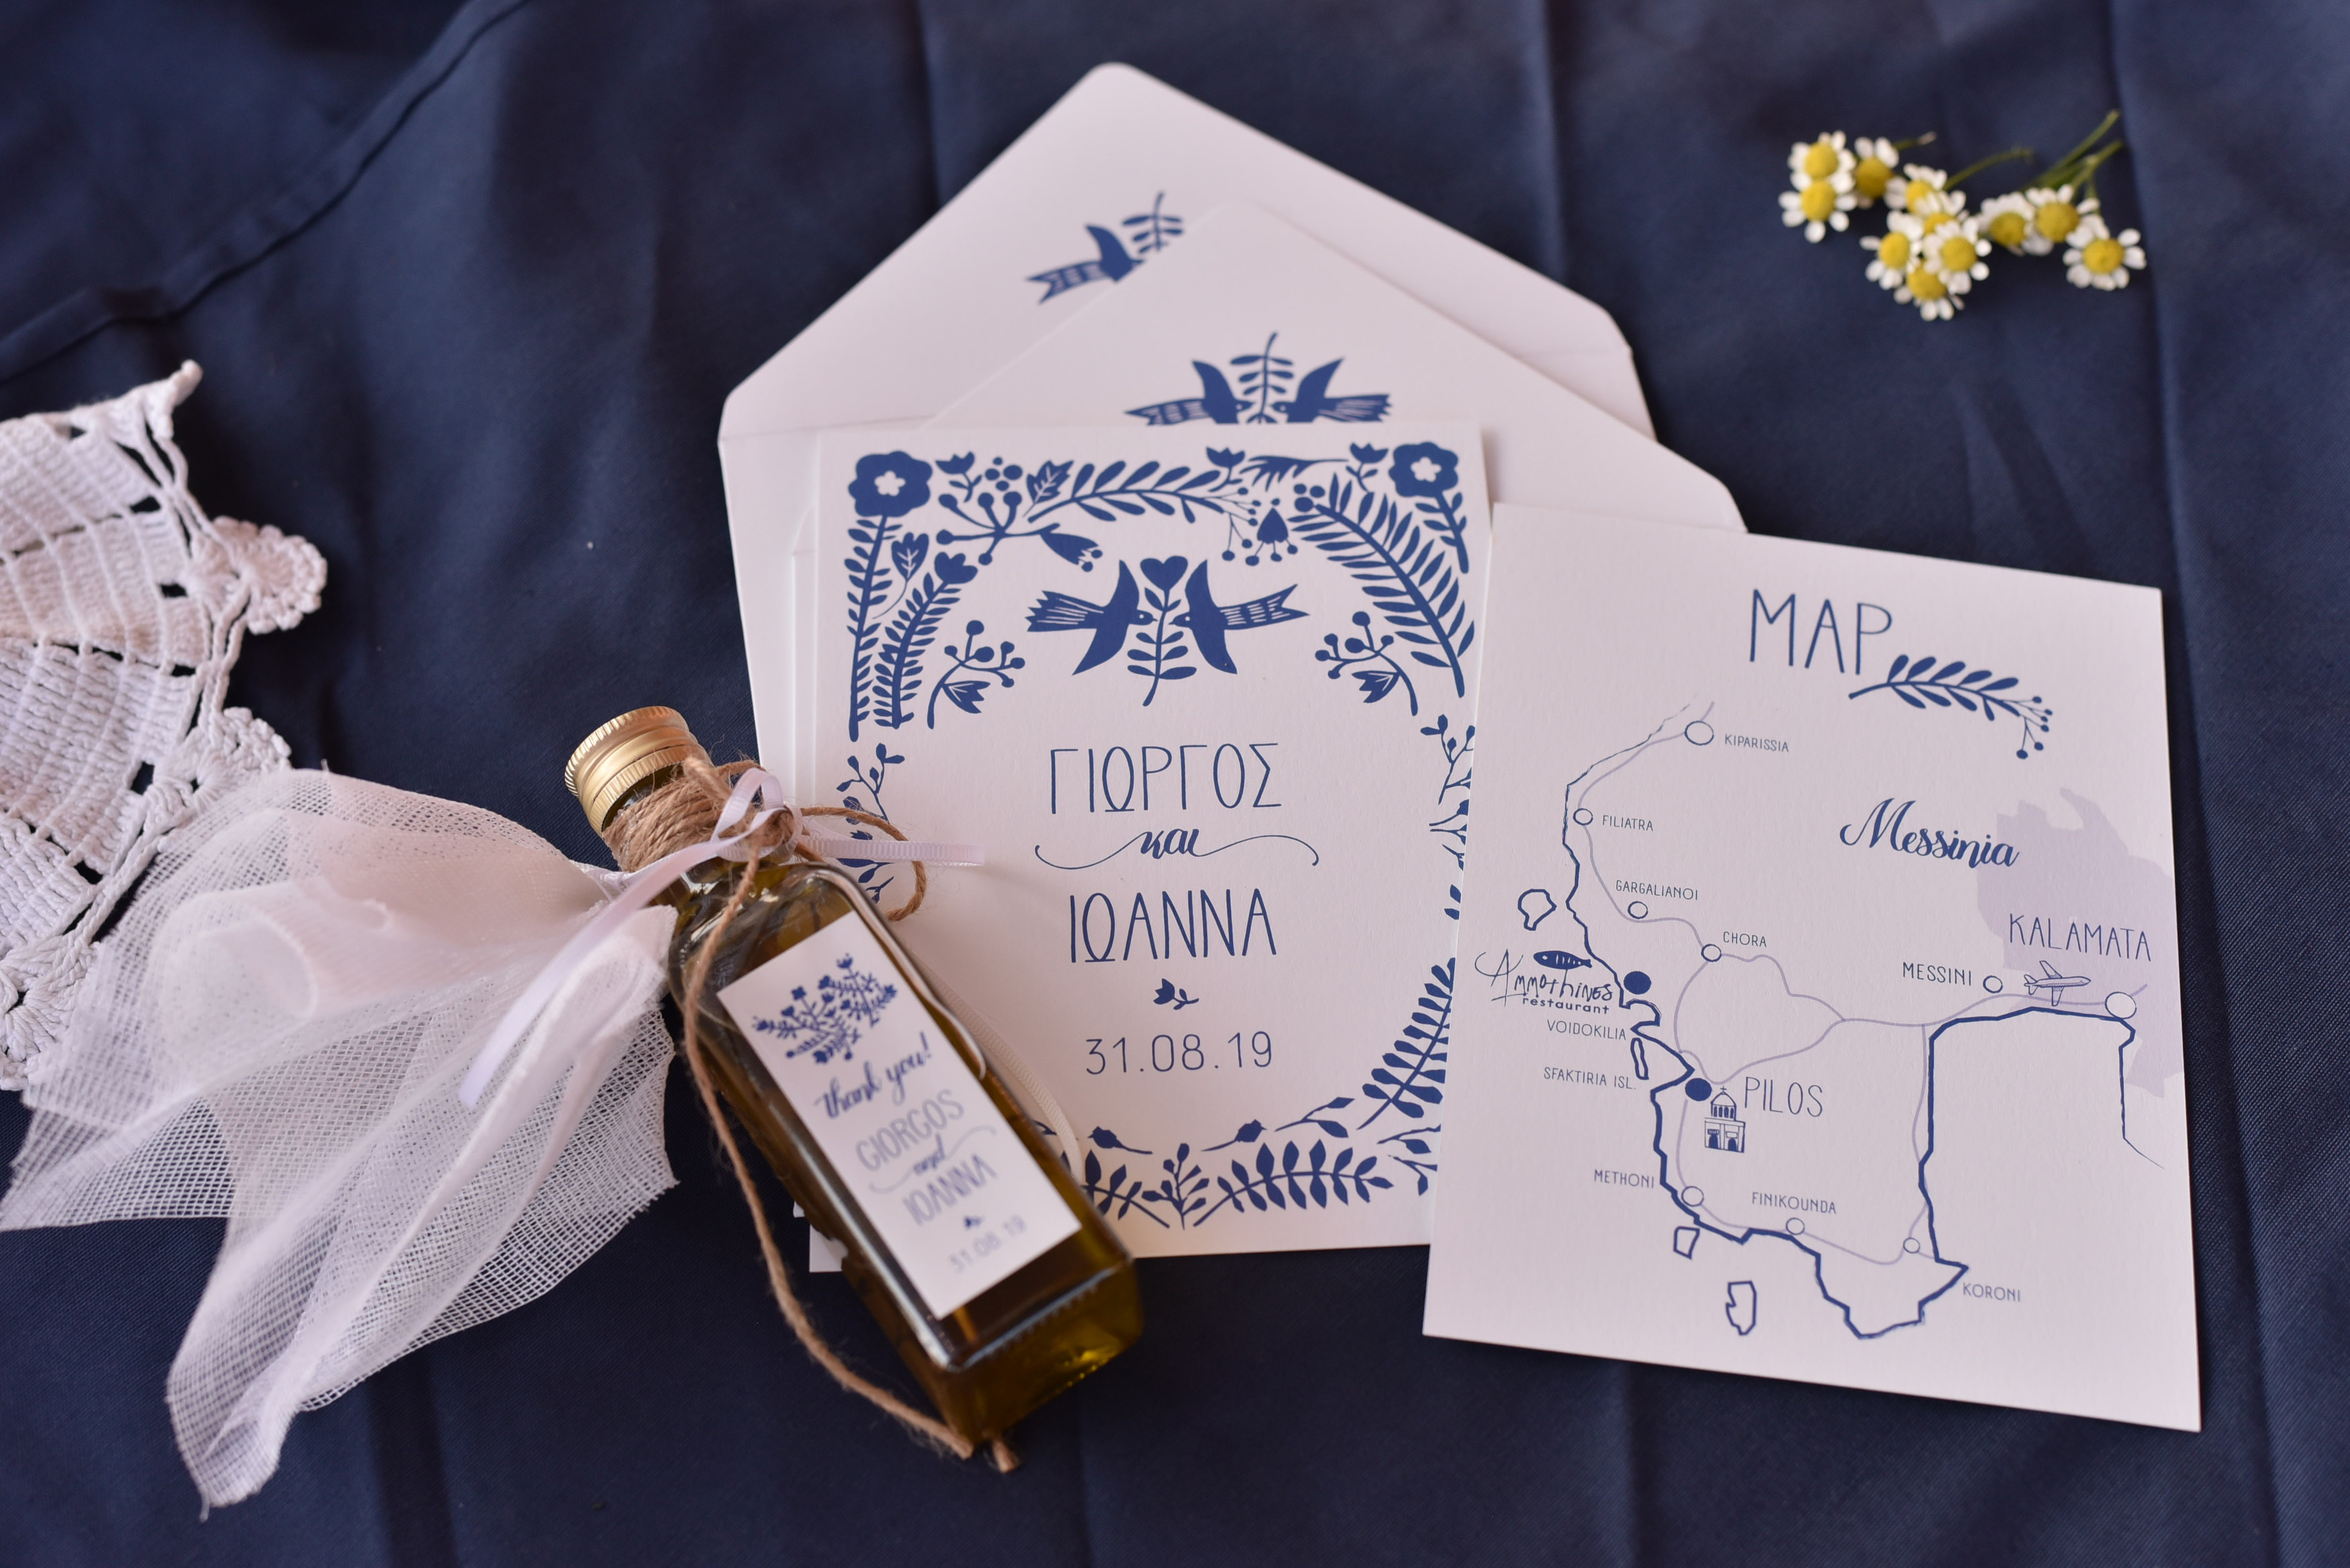 ΓΙΩΡΓΟΣ
και
ΙΩΑΝΝΑ
31.08.19
thank you!
GIORGOS
and
IOANNA
31.08.19
MAP
KIPARISSIA
FILIATRA
Messinia
GARGALIANOI
CHORA
KALAMATA
MESSINI
Ammothines
restaurant
VOIDOKILIA
SFAKTIRIA ISL.
PILOS
METHONI
FINIKOUNDA
KORONI